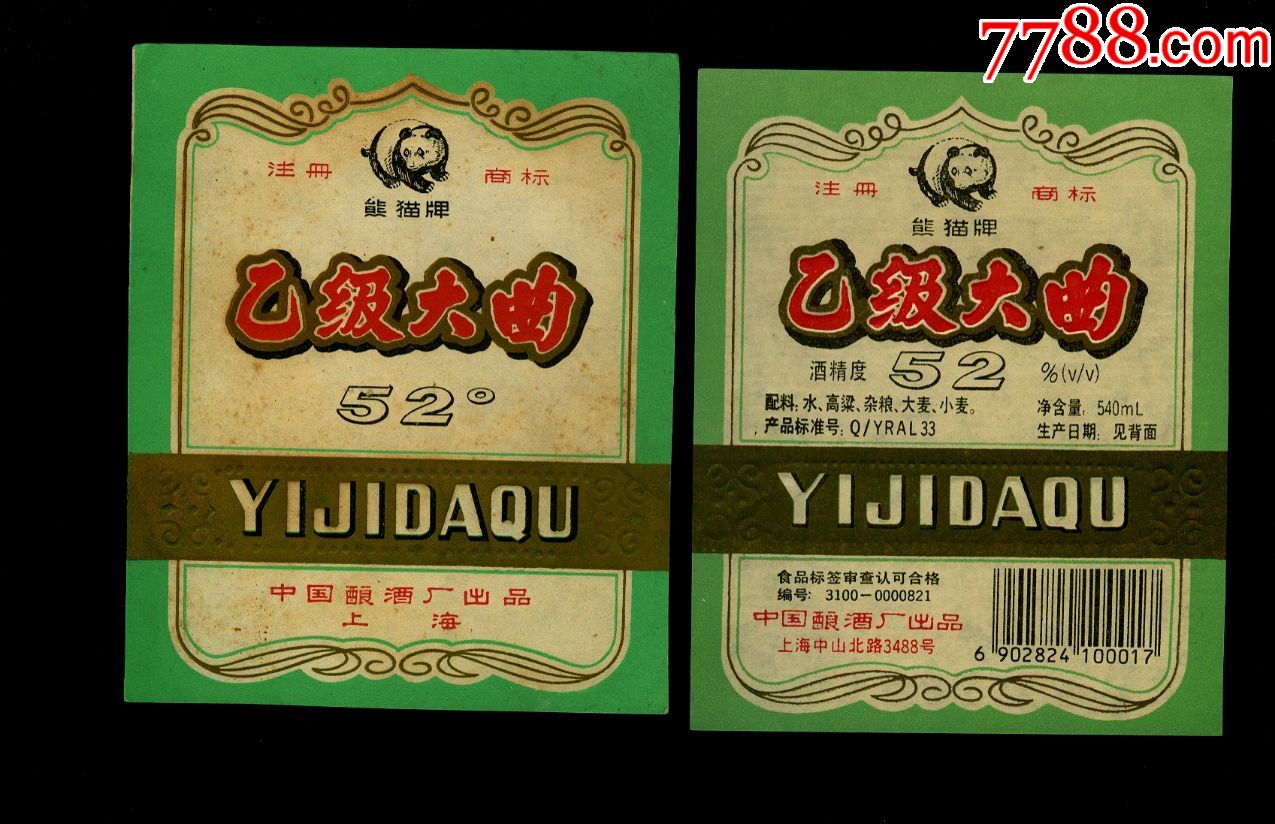 7788.com
注册 商标
熊猫牌
乙级大曲
52°
YIJIDAQU
中国酿酒厂出品
上海
注册 商标
熊猫牌
乙级大曲
酒精度 52 %(v/v)
配料: 水、高粱、杂粮、大麦、小麦。 净含量: 540mL
产品标准号: Q/YRAL33 生产日期: 见背面
YIJIDAQU
食品标签审查认可合格
编号: 3100-0000821
中国酿酒厂出品
上海中山北路3488号
6 902824 100017